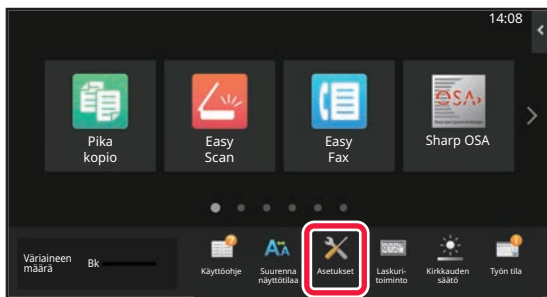 14:08
Pika
kopio
Easy
Scan
Easy
Fax
OSA
Sharp OSA
Väriaineen
määrä
Bk
Käyttöohje
Suurenna
näyttötilaa
Asetukset
Laskuri-
toiminto
Kirkkauden
säätö
Työn tila